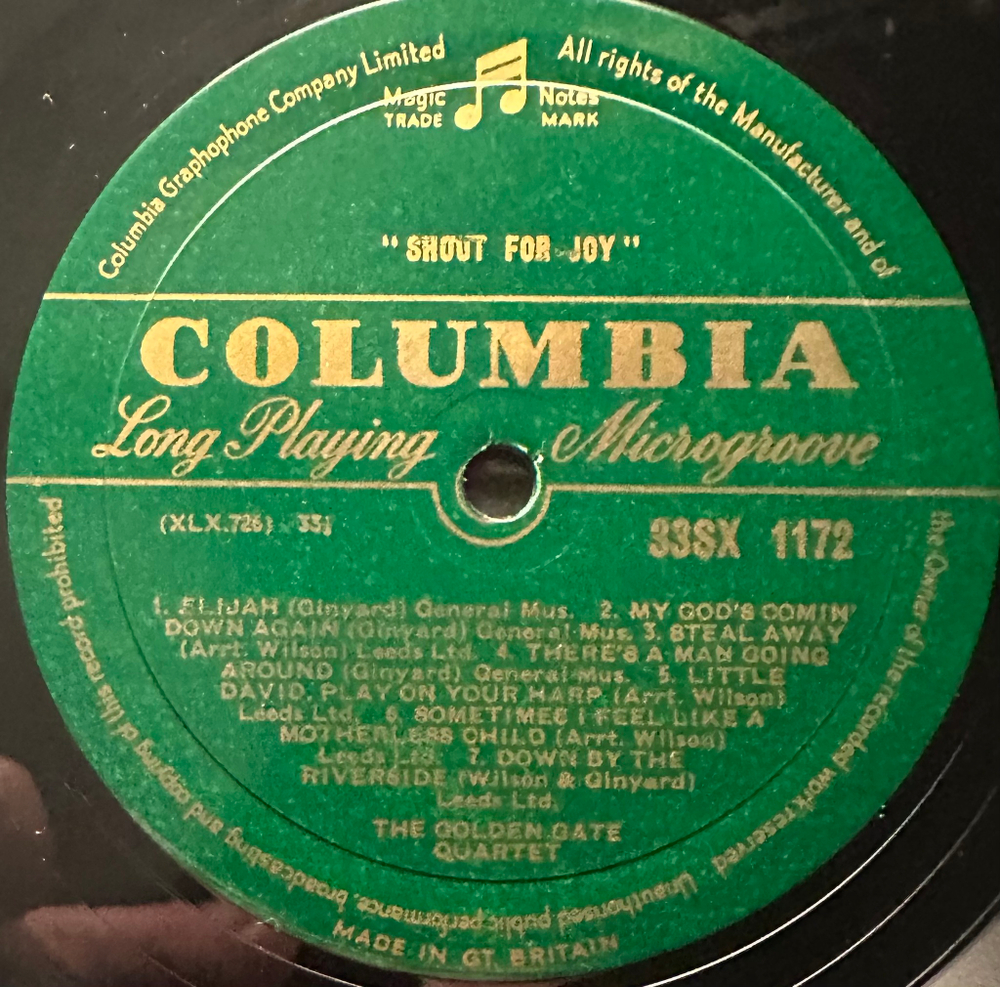 Columbia Graphophone Company Limited
All rights of the Manufacturer and of
the Owner of the recorded work reserved
Unauthorised public performance, broadcasting and copying of this record prohibited
Magic Notes
TRADE MARK
"SHOUT FOR JOY"
COLUMBIA
Long Playing Microgroove
(XLX.726) 33⅓
33SX 1172
1. ELIJAH (Ginyard) General Mus. 2. MY GOD'S COMIN'
DOWN AGAIN (Ginyard) General Mus. 3. STEAL AWAY
(Arrt. Wilson) Leeds Ltd. 4. THERE'S A MAN GOING
AROUND (Ginyard) General Mus. 5. LITTLE
DAVID, PLAY ON YOUR HARP (Arrt. Wilson)
Leeds Ltd. 6. SOMETIMES I FEEL LIKE A
MOTHERLESS CHILD (Arrt. Wilson)
Leeds Ltd. 7. DOWN BY THE
RIVERSIDE (Wilson & Ginyard)
Leeds Ltd.
THE GOLDEN GATE
QUARTET
MADE IN GT. BRITAIN